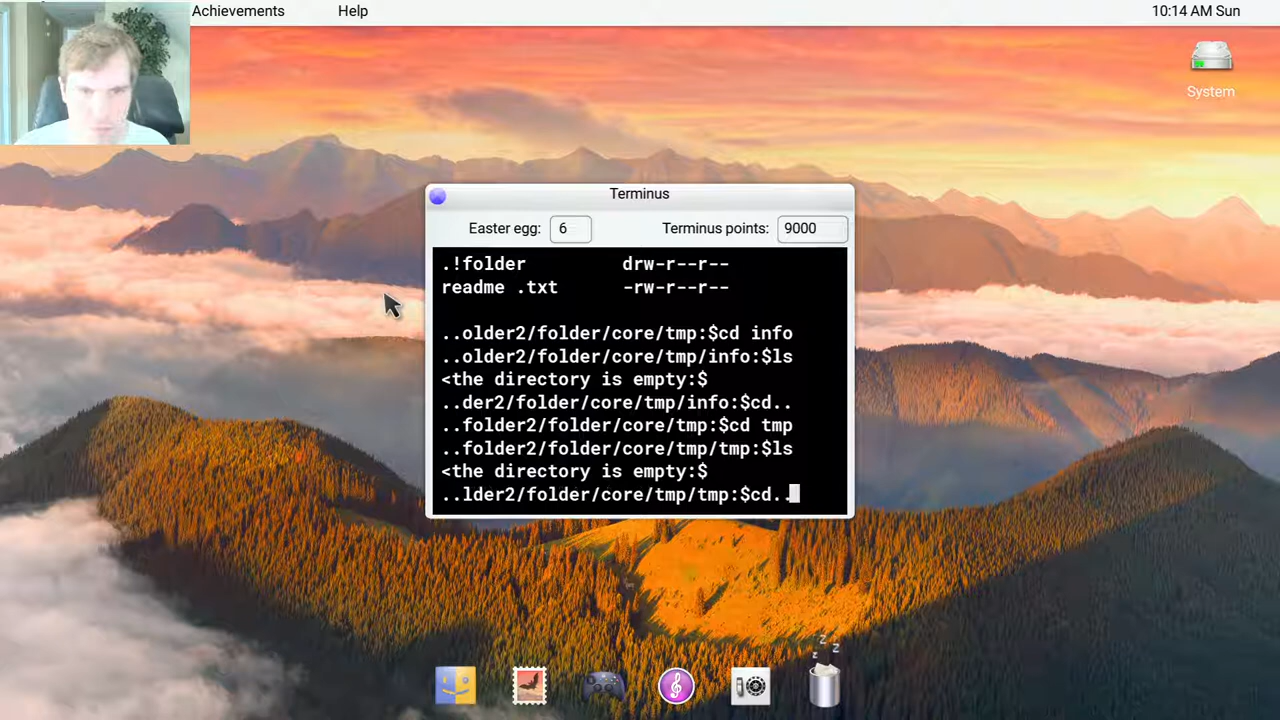 Achievements
Help
10:14 AM Sun
System
Terminus
Easter egg: 6
Terminus points: 9000
.!folder drw-r--r--
readme .txt -rw-r--r--
..older2/folder/core/tmp:$cd info
..older2/folder/core/tmp/info:$ls
<the directory is empty:$
..der2/folder/core/tmp/info:$cd..
..folder2/folder/core/tmp:$cd tmp
..folder2/folder/core/tmp/tmp:$ls
<the directory is empty:$
..lder2/folder/core/tmp/tmp:$cd..
z z z